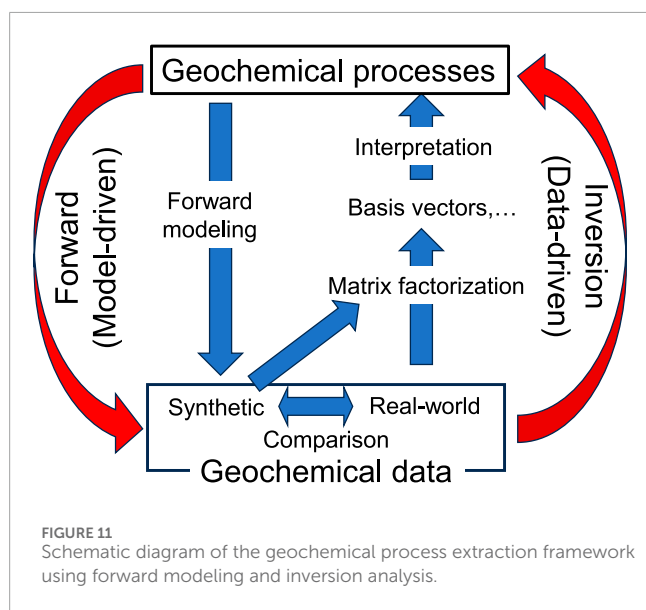 Geochemical processes
Forward
(Model-driven)
Forward
modeling
Interpretation
Basis vectors,...
Matrix factorization
Inversion
(Data-driven)
Synthetic
Real-world
Comparison
Geochemical data
FIGURE 11
Schematic diagram of the geochemical process extraction framework
using forward modeling and inversion analysis.